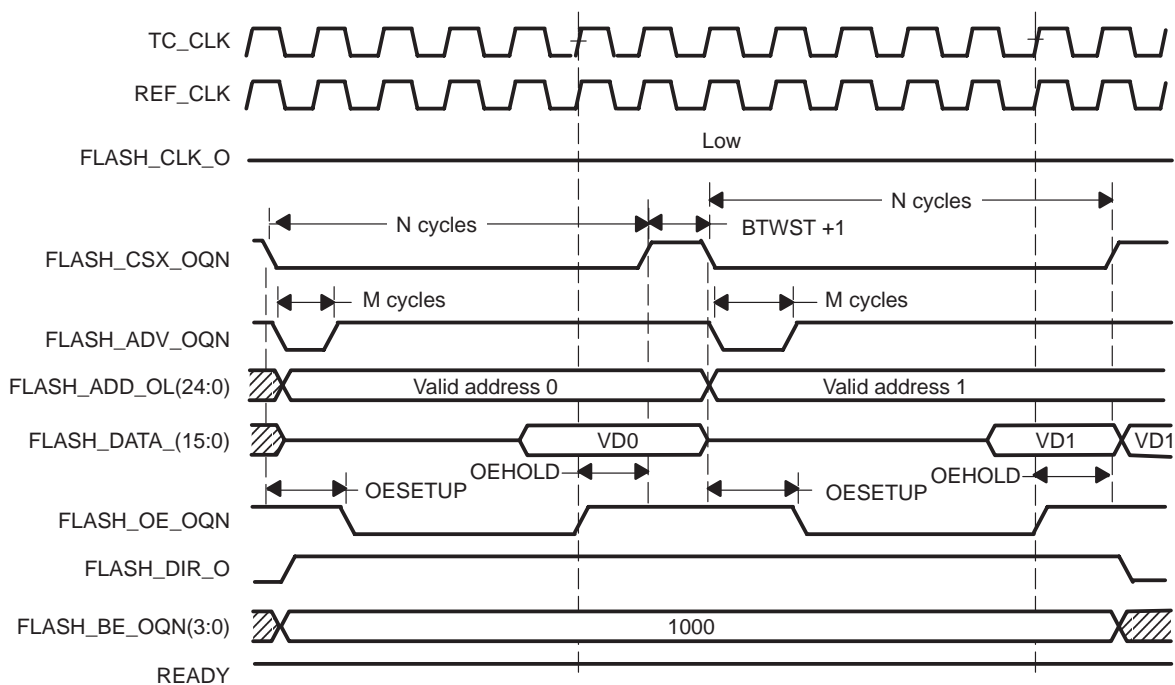 TC_CLK
REF_CLK
Low
FLASH_CLK_O
N cycles
N cycles
BTWST +1
FLASH_CSX_OQN
M cycles
M cycles
FLASH_ADV_OQN
FLASH_ADD_OL(24:0)
Valid address 0
Valid address 1
FLASH_DATA_(15:0)
VD0
VD1
VD1
OEHOLD
OEHOLD
OESETUP
OESETUP
FLASH_OE_OQN
FLASH_DIR_O
FLASH_BE_OQN(3:0)
1000
READY